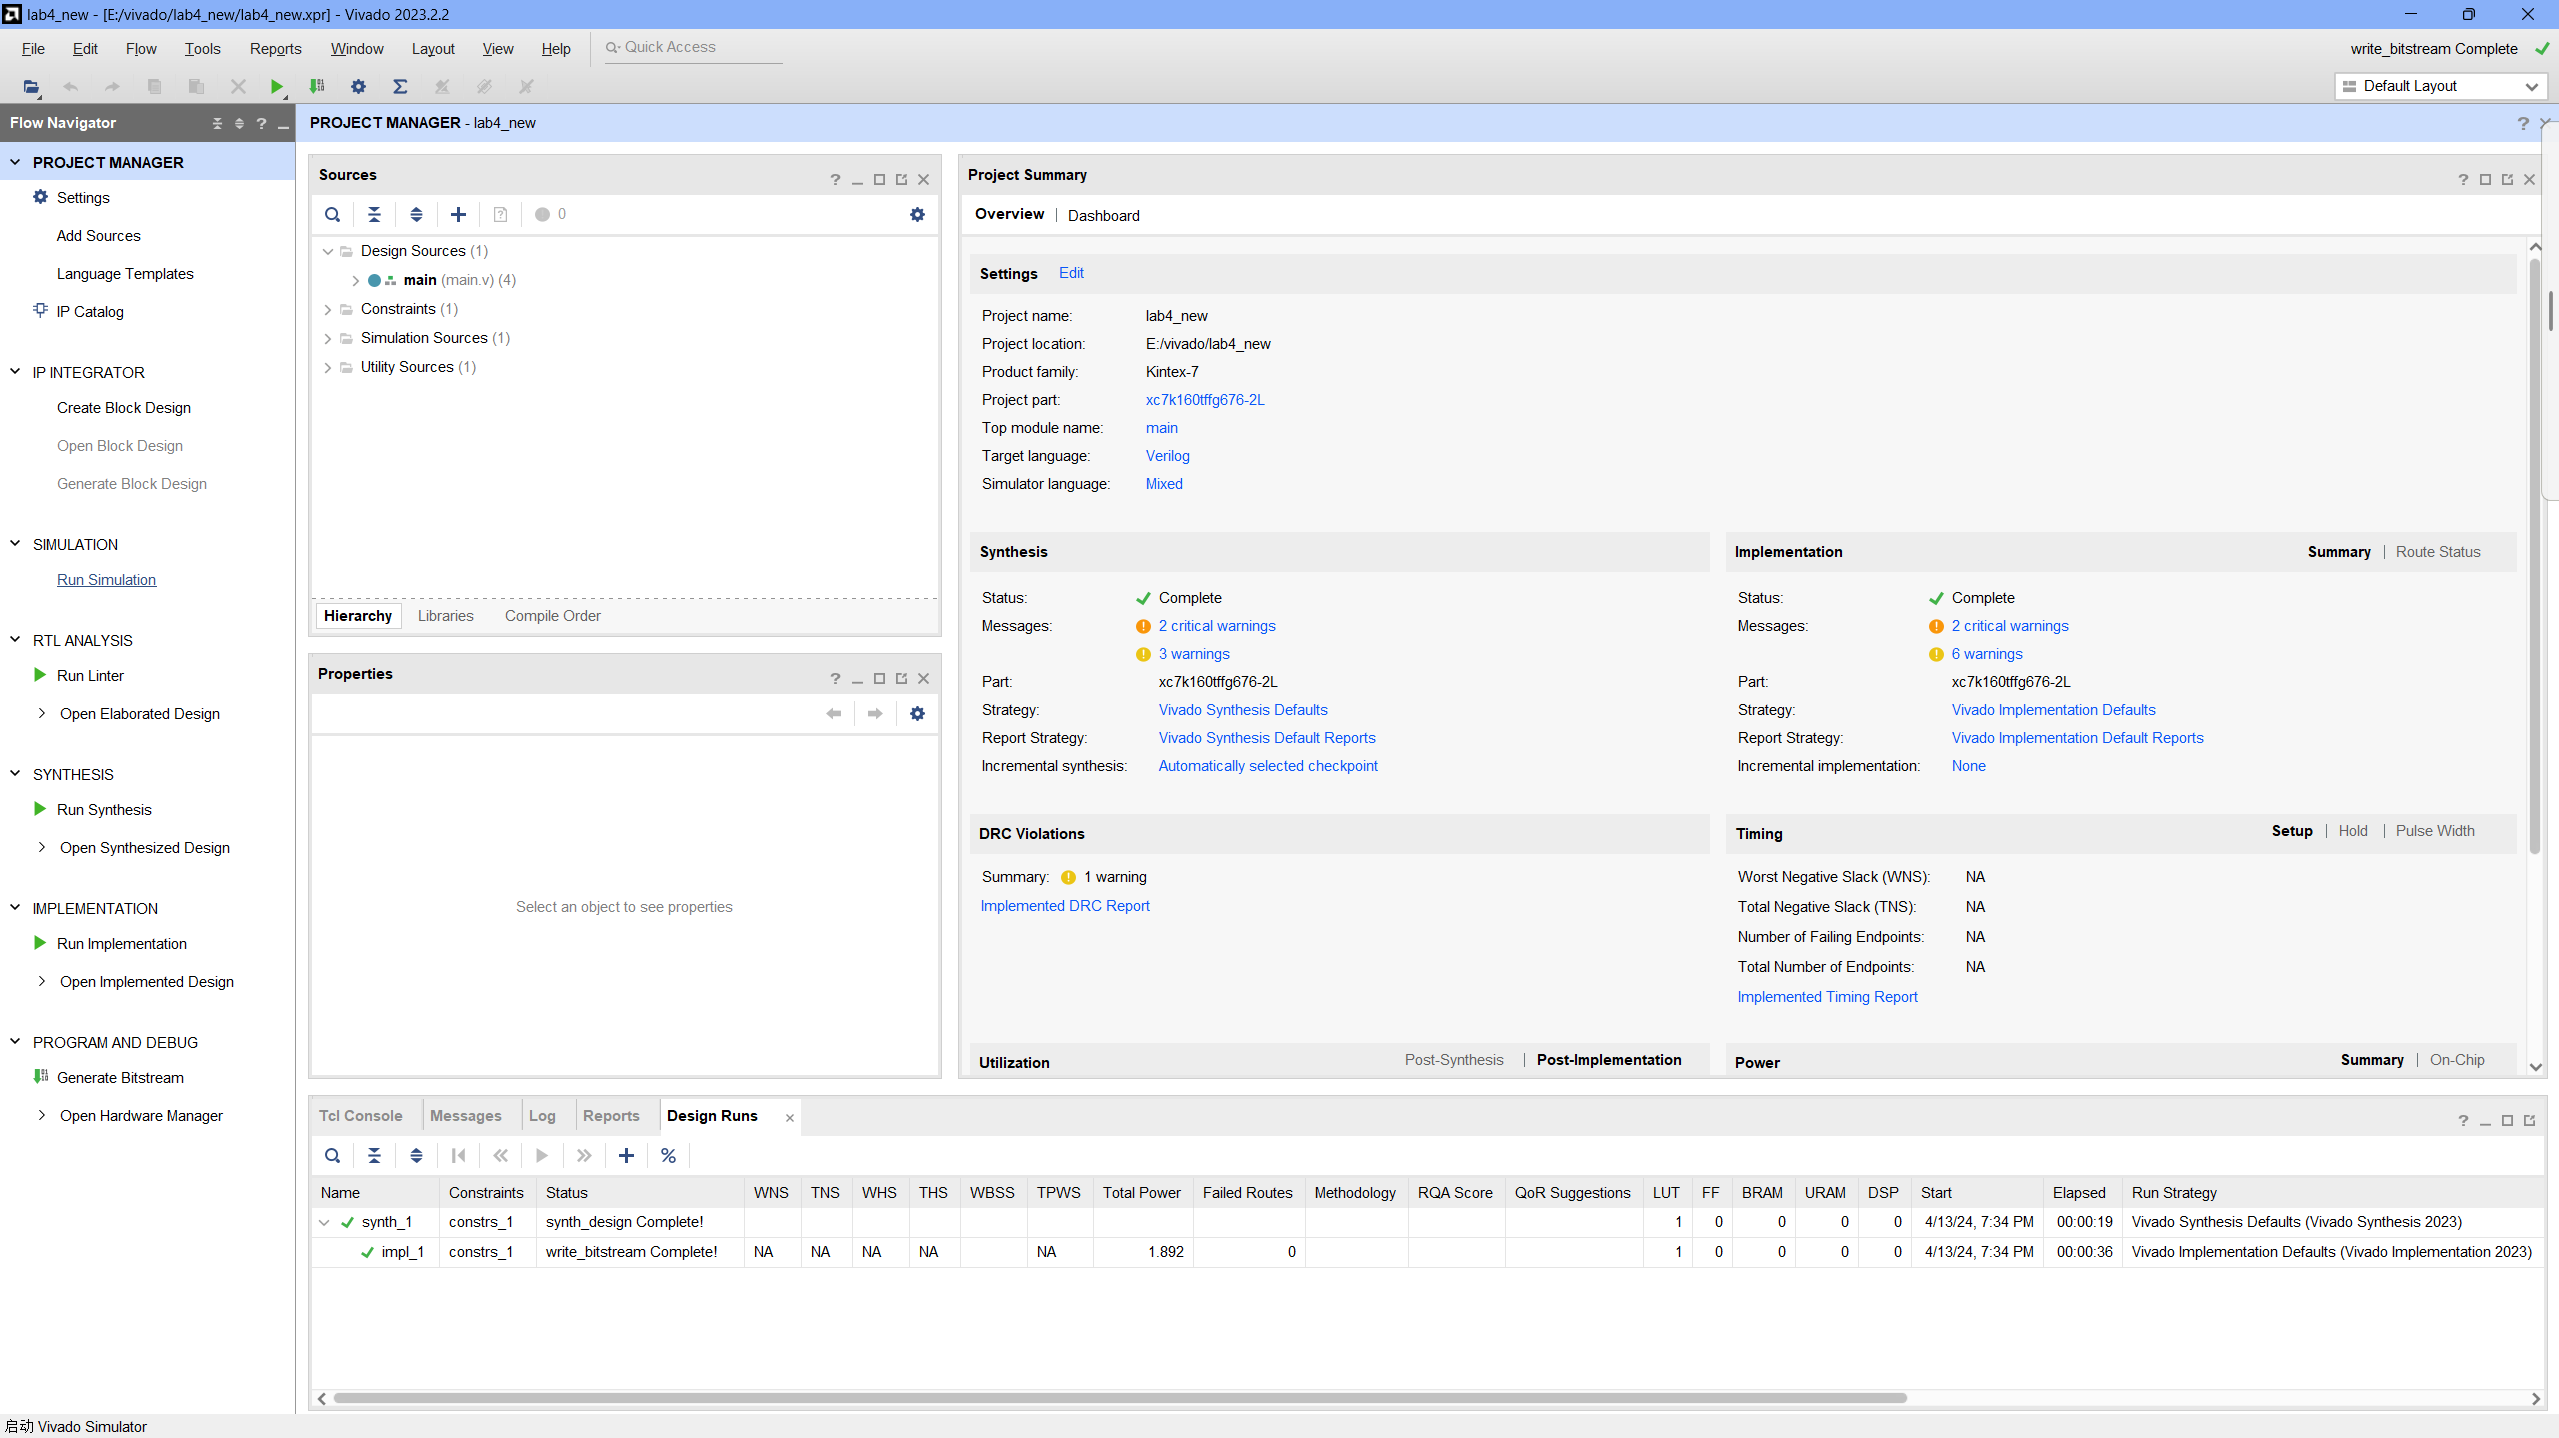 lab4_new - [E:/vivado/lab4_new/lab4_new.xpr] - Vivado 2023.2.2
File Edit Flow Tools Reports Window Layout View Help Quick Access
write_bitstream Complete
Default Layout
Flow Navigator
PROJECT MANAGER
Settings
Add Sources
Language Templates
IP Catalog
IP INTEGRATOR
Create Block Design
Open Block Design
Generate Block Design
SIMULATION
Run Simulation
RTL ANALYSIS
Run Linter
Open Elaborated Design
SYNTHESIS
Run Synthesis
Open Synthesized Design
IMPLEMENTATION
Run Implementation
Open Implemented Design
PROGRAM AND DEBUG
Generate Bitstream
Open Hardware Manager
PROJECT MANAGER - lab4_new
Sources
0
Design Sources (1)
main (main.v) (4)
Constraints (1)
Simulation Sources (1)
Utility Sources (1)
Hierarchy Libraries Compile Order
Properties
Select an object to see properties
Project Summary
Overview | Dashboard
Settings Edit
Project name: lab4_new
Project location: E:/vivado/lab4_new
Product family: Kintex-7
Project part: xc7k160tffg676-2L
Top module name: main
Target language: Verilog
Simulator language: Mixed
Synthesis
Status: Complete
Messages: 2 critical warnings
3 warnings
Part: xc7k160tffg676-2L
Strategy: Vivado Synthesis Defaults
Report Strategy: Vivado Synthesis Default Reports
Incremental synthesis: Automatically selected checkpoint
Implementation Summary | Route Status
Status: Complete
Messages: 2 critical warnings
6 warnings
Part: xc7k160tffg676-2L
Strategy: Vivado Implementation Defaults
Report Strategy: Vivado Implementation Default Reports
Incremental implementation: None
DRC Violations
Summary: 1 warning
Implemented DRC Report
Timing Setup | Hold | Pulse Width
Worst Negative Slack (WNS): NA
Total Negative Slack (TNS): NA
Number of Failing Endpoints: NA
Total Number of Endpoints: NA
Implemented Timing Report
Utilization Post-Synthesis | Post-Implementation
Power Summary | On-Chip
Tcl Console Messages Log Reports Design Runs
Name Constraints Status WNS TNS WHS THS WBSS TPWS Total Power Failed Routes Methodology RQA Score QoR Suggestions LUT FF BRAM URAM DSP Start Elapsed Run Strategy
synth_1 constrs_1 synth_design Complete! 1 0 0 0 0 4/13/24, 7:34 PM 00:00:19 Vivado Synthesis Defaults (Vivado Synthesis 2023)
impl_1 constrs_1 write_bitstream Complete! NA NA NA NA NA 1.892 0 1 0 0 0 0 4/13/24, 7:34 PM 00:00:36 Vivado Implementation Defaults (Vivado Implementation 2023)
启动 Vivado Simulator